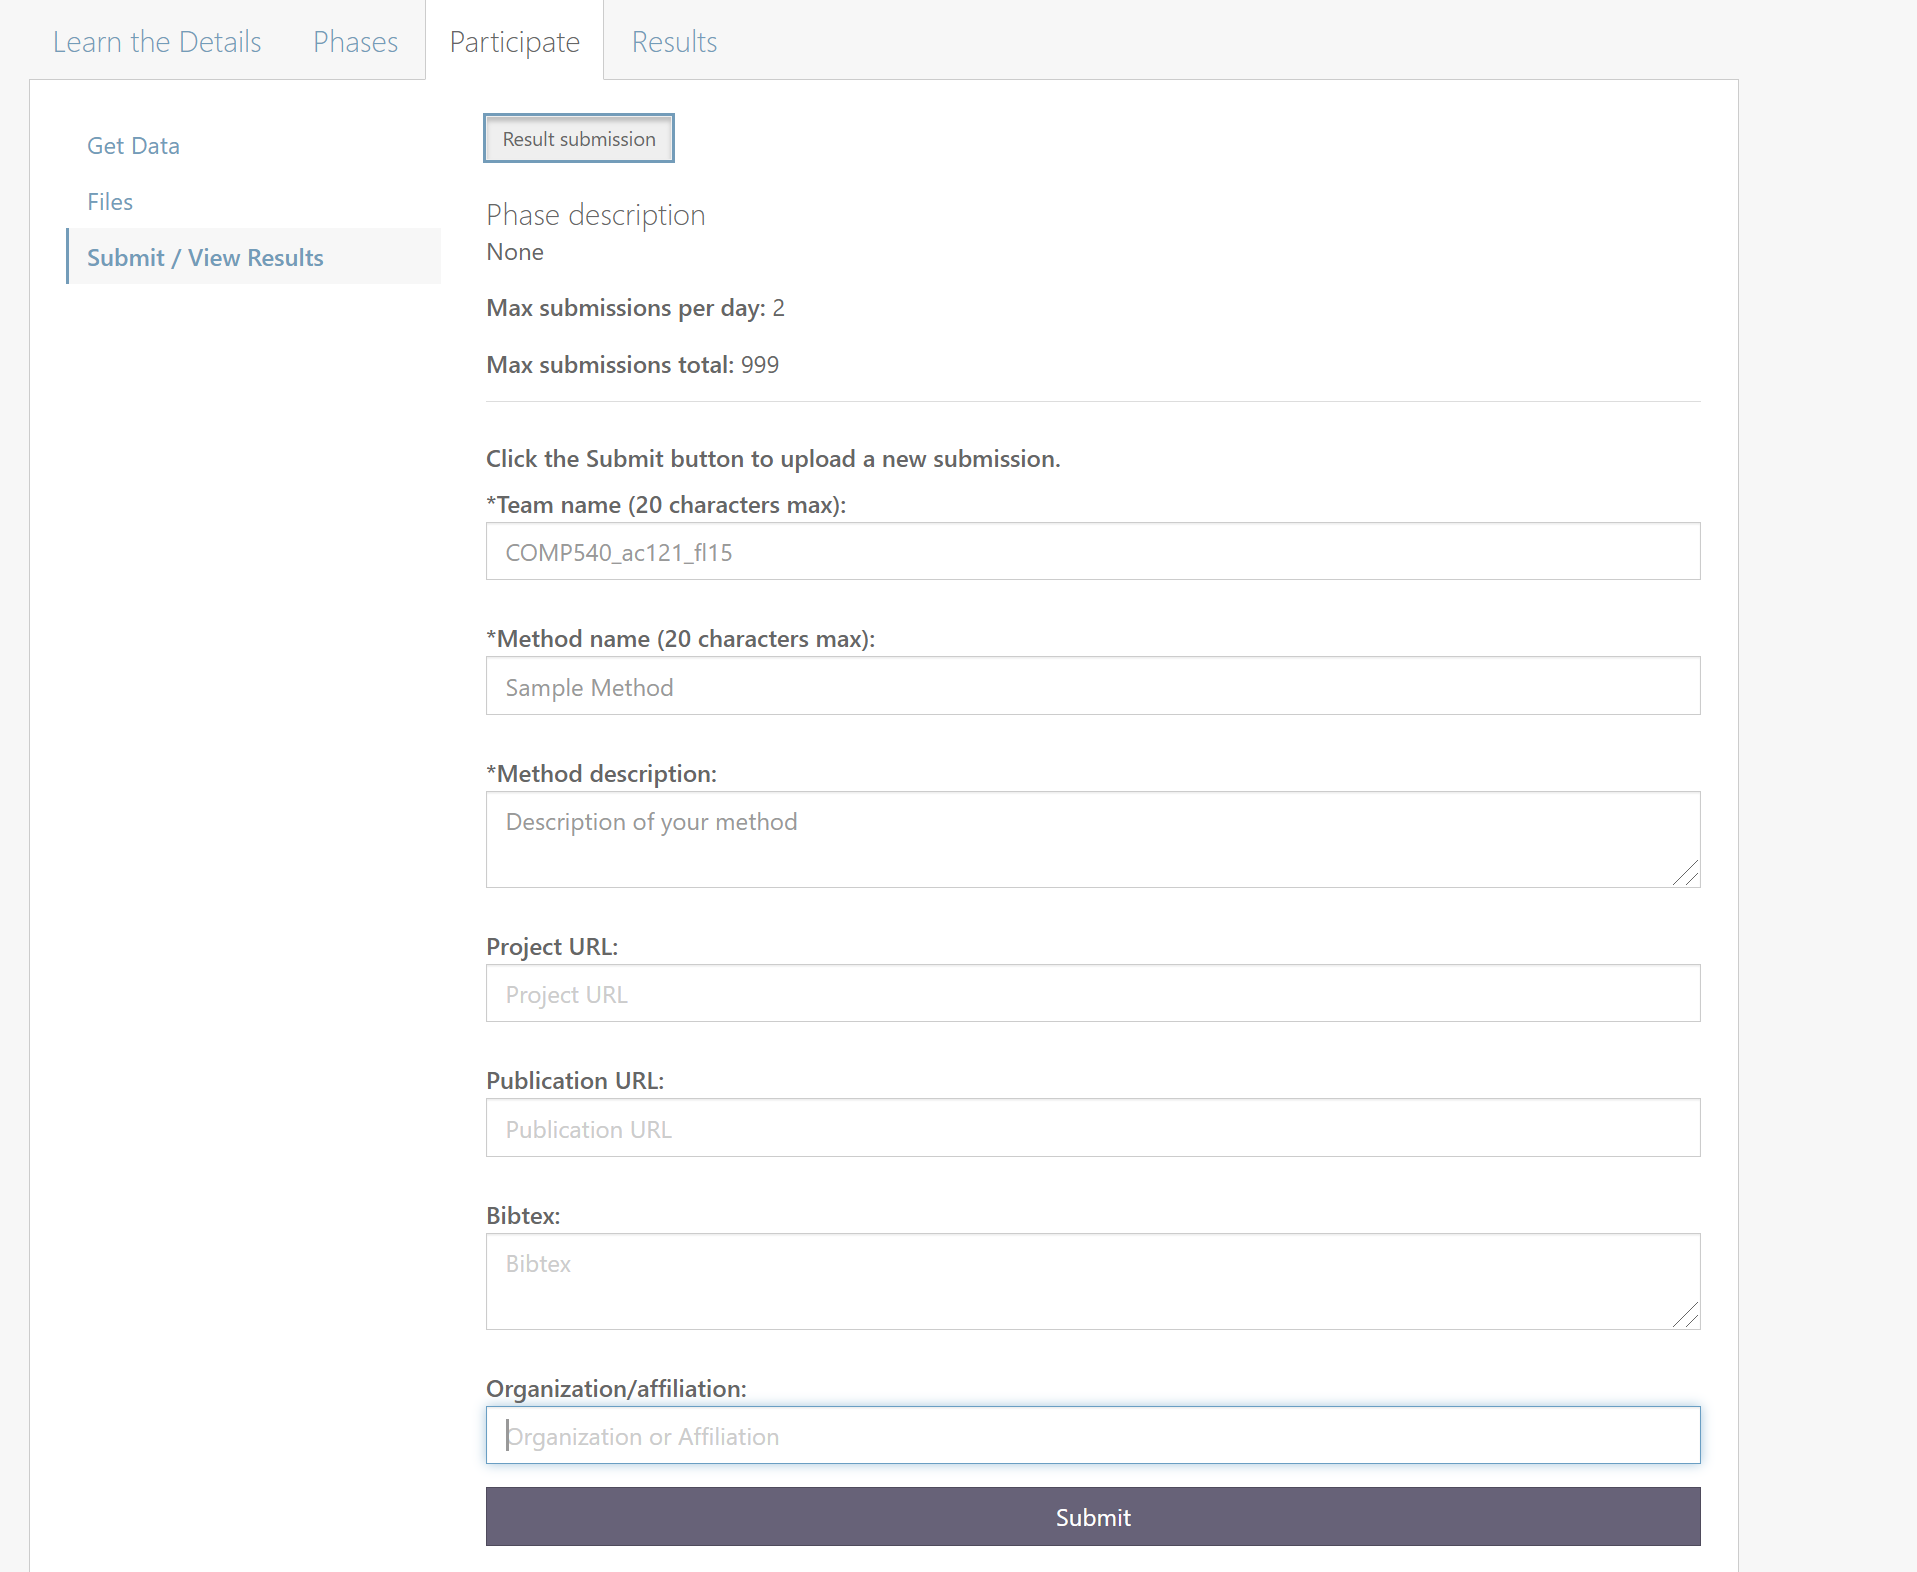 Learn the Details Phases Participate Results
Get Data
Files
Submit / View Results
Result submission
Phase description
None
Max submissions per day: 2
Max submissions total: 999
Click the Submit button to upload a new submission.
*Team name (20 characters max):
COMP540_ac121_fl15
*Method name (20 characters max):
Sample Method
*Method description:
Description of your method
Project URL:
Project URL
Publication URL:
Publication URL
Bibtex:
Bibtex
Organization/affiliation:
Organization or Affiliation
Submit